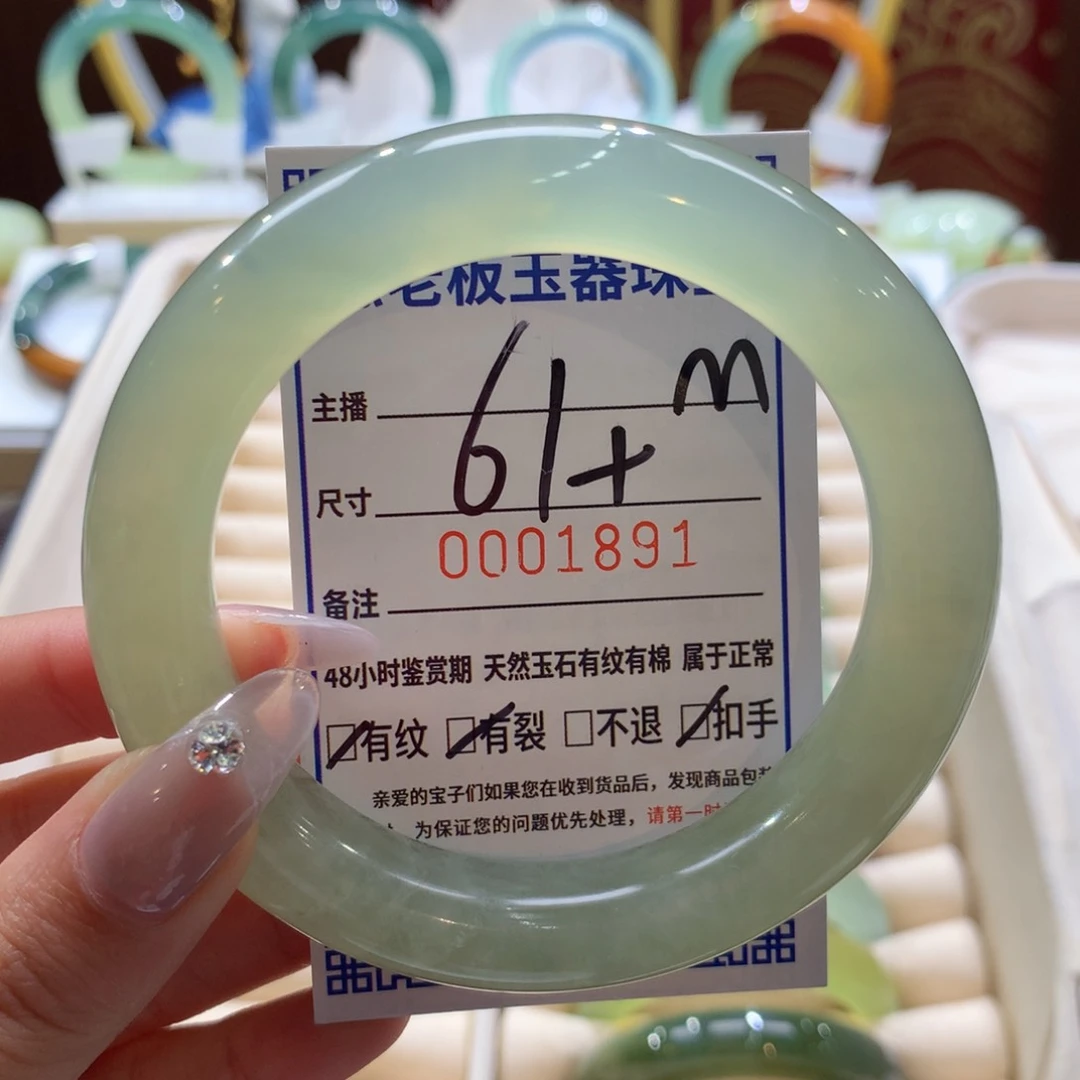 老板玉器珠
61+ m
主播
尺寸
0001891
备注
48小时鉴赏期 天然玉石有纹有棉 属于正常
□有纹 □有裂 □不退 □扣手
亲爱的宝子们如果您在收到货品后，发现商品包装
为保证您的问题优先处理，请第一时